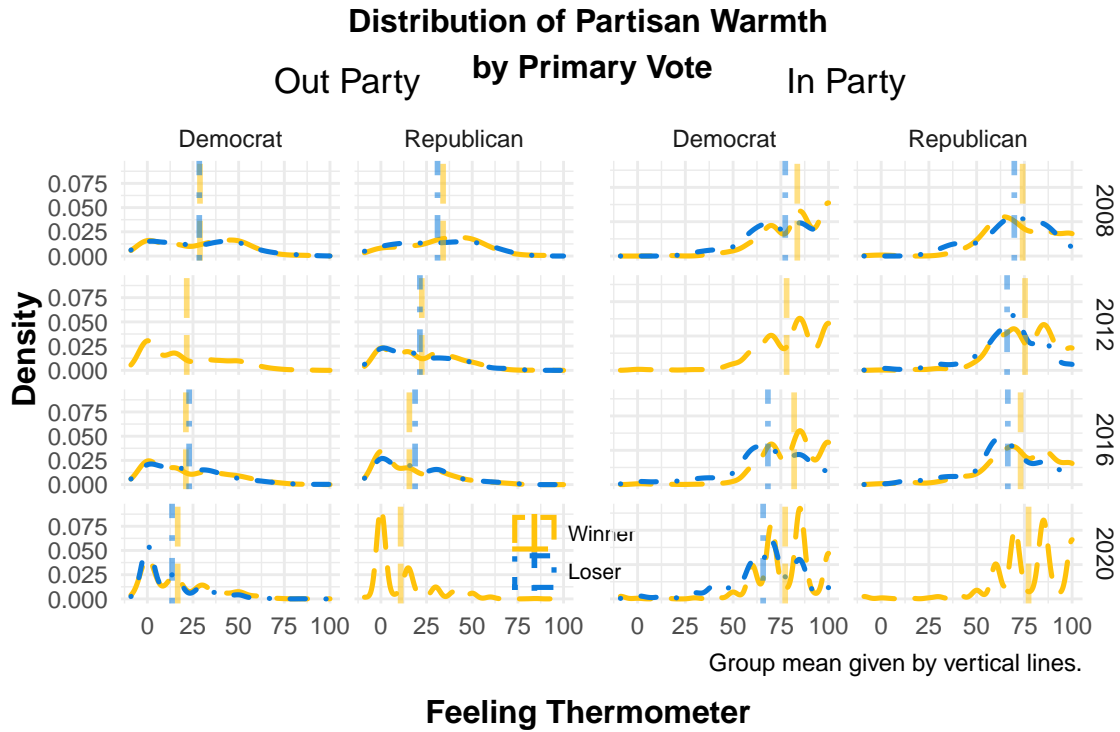 Distribution of Partisan Warmth
by Primary Vote
Out Party
In Party
Democrat
Republican
Democrat
Republican
0.075
0.050
0.025
0.000
2008
0.075
0.050
0.025
0.000
2012
0.075
0.050
0.025
0.000
2016
0.075
0.050
0.025
0.000
2020
Density
Winner
Loser
0 25 50 75 100
0 25 50 75 100
0 25 50 75 100
0 25 50 75 100
Group mean given by vertical lines.
Feeling Thermometer